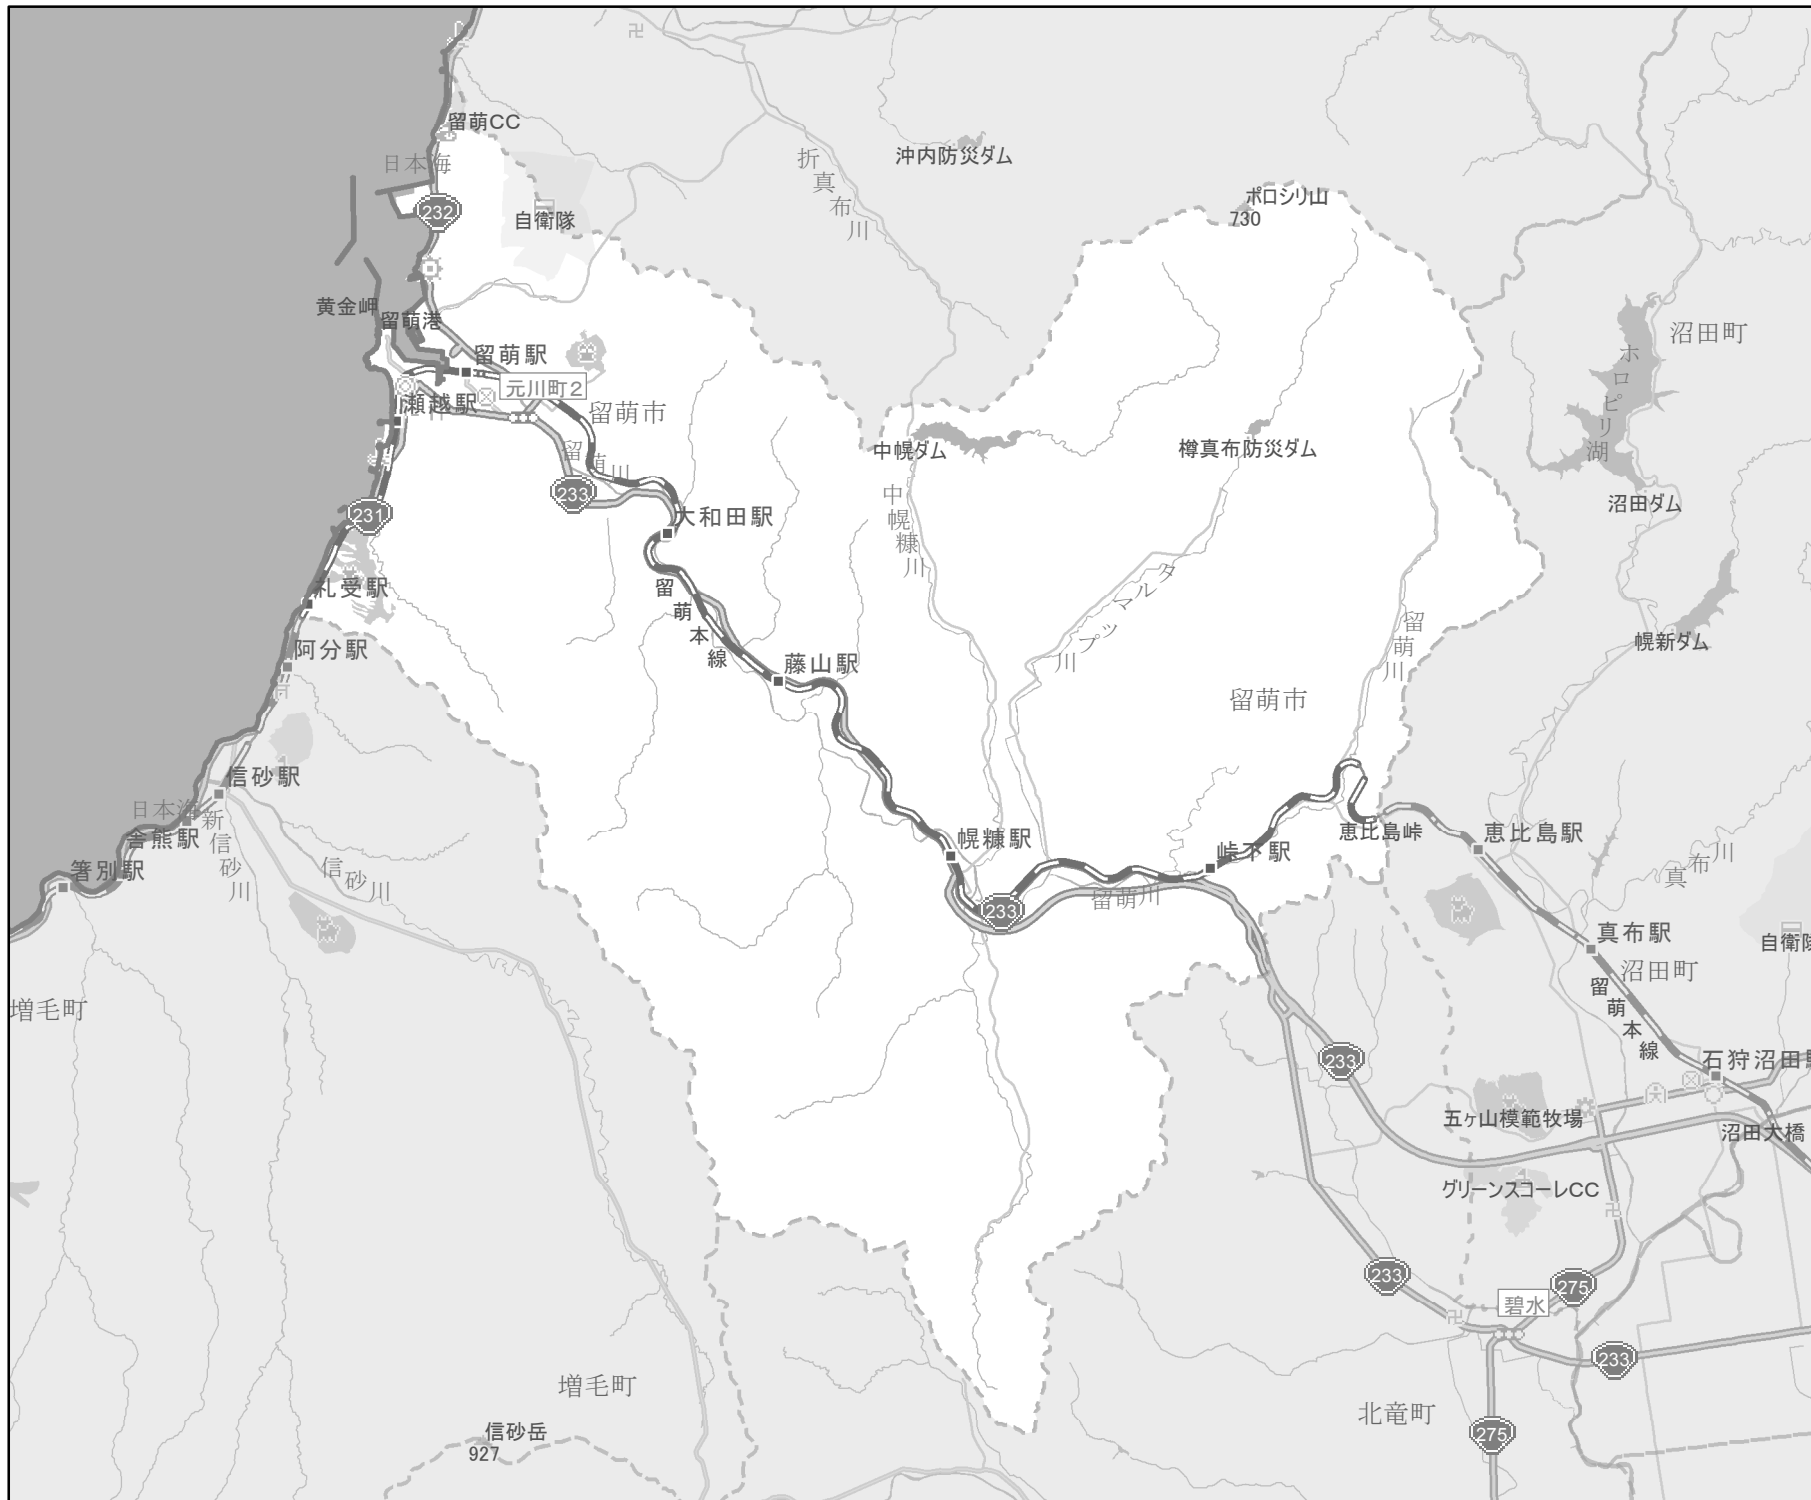 留萌CC
日本海
沖内防災ダム
折真布川
ポロシリ山
730
232
自衛隊
黄金岬
留萌港
留萌駅
元川町2
沼田町
ホロピリ湖
瀬越駅
留萌市
留萌川
中幌ダム
樽真布防災ダム
233
231
中幌糠川
沼田ダム
大和田駅
札受駅
留萌本線
タルマップ川
留萌川
幌新ダム
阿分駅
藤山駅
留萌市
信砂駅
日本海
舎熊駅
新信砂川
箸別駅
信砂川
幌糠駅
峠下駅
恵比島峠
恵比島駅
真布川
233
留萌川
真布駅
自衛隊
沼田町
留萌本線
増毛町
233
石狩沼田駅
五ヶ山模範牧場
沼田大橋
グリーンスコーレCC
233
275
碧水
233
増毛町
北竜町
信砂岳
927
275